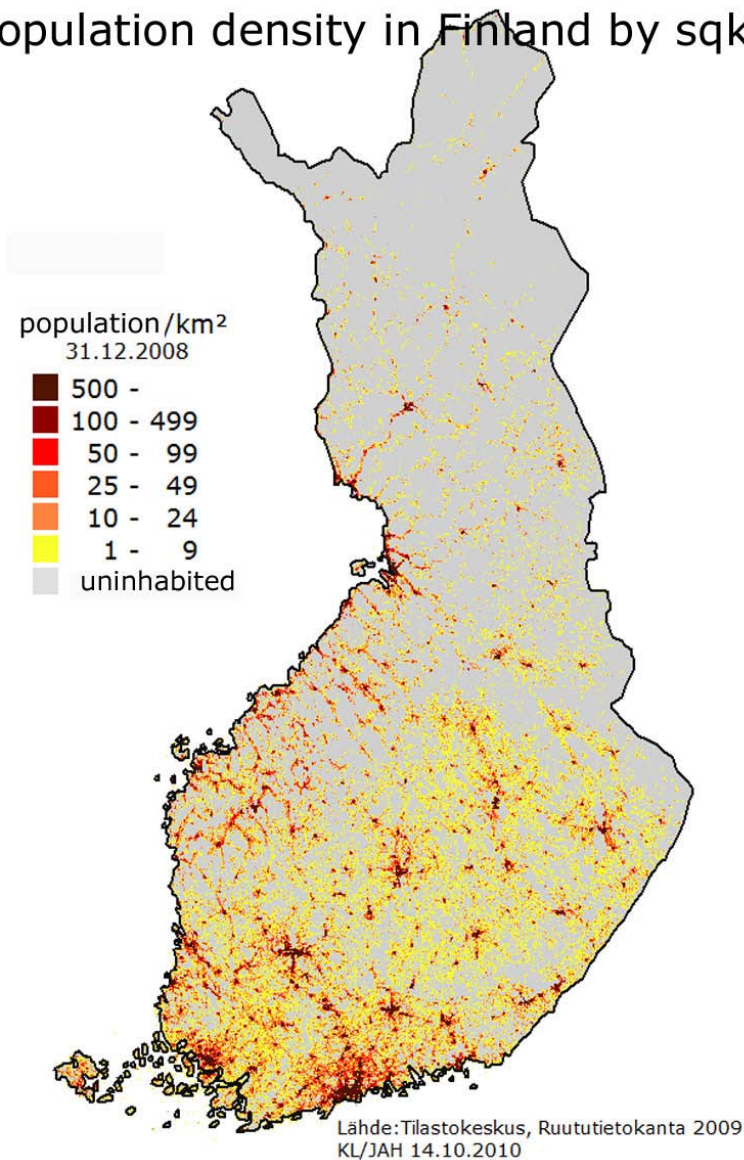 opulation density in Finland by sqk
population/km²
31.12.2008
500 -
100 - 499
50 - 99
25 - 49
10 - 24
1 - 9
uninhabited
Lähde:Tilastokeskus, Ruututietokanta 2009
KL/JAH 14.10.2010